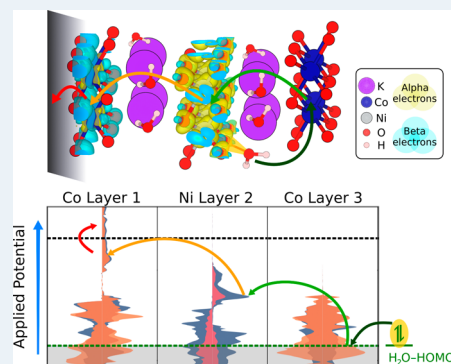 K
Co
Ni
O
H
Alpha
electrons
Beta
electrons
Co Layer 1
Ni Layer 2
Co Layer 3
Applied Potential
H₂O–HOMO